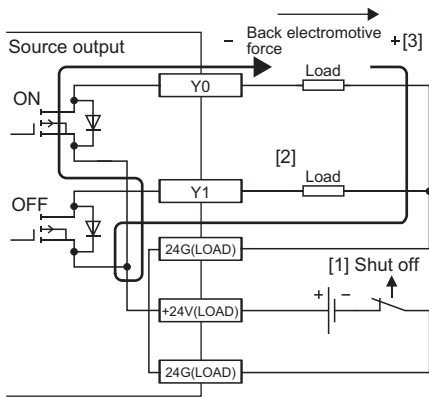 Source output
Back electromotive
force
−
+[3]
Load
Y0
ON
[2]
Load
Y1
OFF
24G(LOAD)
[1] Shut off
+ −
+24V(LOAD)
24G(LOAD)